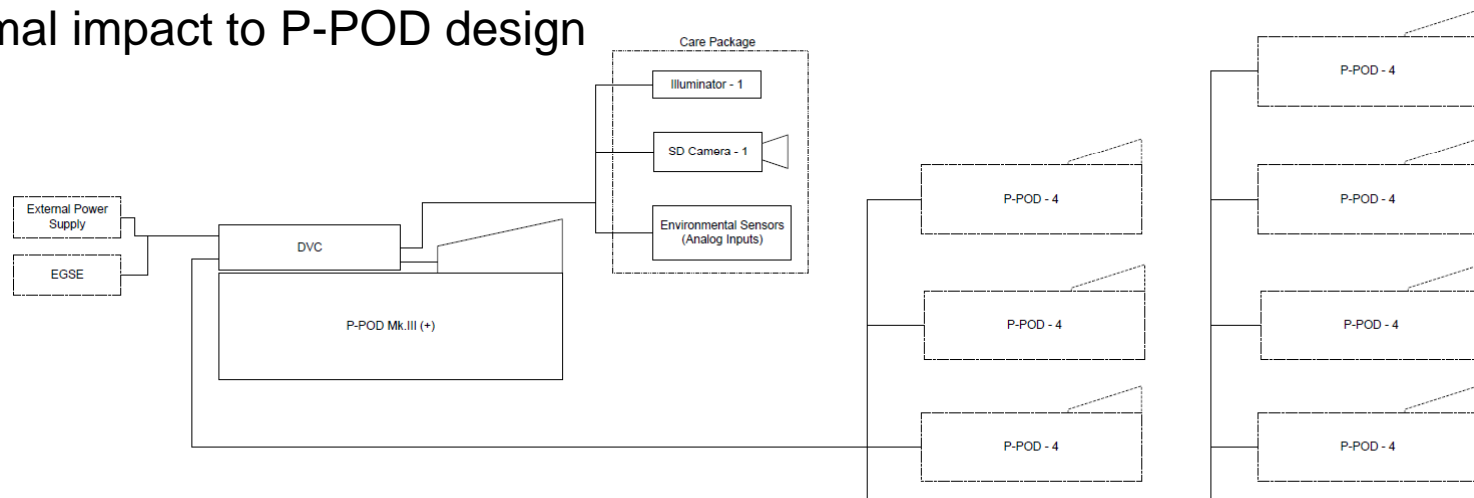 mal impact to P-POD design
Care Package
Illuminator - 1
SD Camera - 1
Environmental Sensors
(Analog Inputs)
External Power
Supply
EGSE
DVC
P-POD Mk.III (+)
P-POD - 4
P-POD - 4
P-POD - 4
P-POD - 4
P-POD - 4
P-POD - 4
P-POD - 4